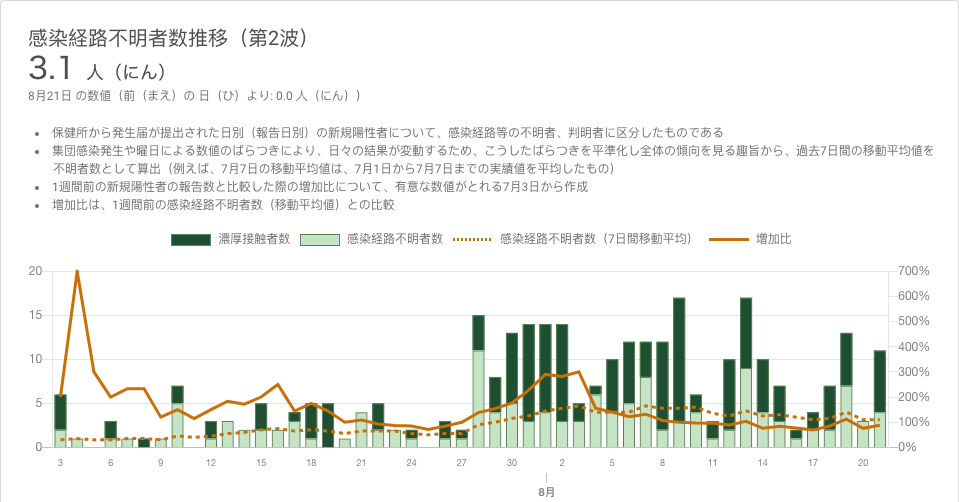 感染経路不明者数推移（第2波）
3.1 人（にん）
8月21日 の数値（前（まえ）の 日（ひ）より: 0.0 人（にん））
保健所から発生届が提出された日別（報告日別）の新規陽性者について、感染経路等の不明者、判明者に区分したものである
集団感染発生や曜日による数値のばらつきにより、日々の結果が変動するため、こうしたばらつきを平準化し全体の傾向を見る趣旨から、過去7日間の移動平均値を
不明者数として算出（例えば、7月7日の移動平均値は、7月1日から7月7日までの実績値を平均したもの）
1週間前の新規陽性者の報告数と比較した際の増加比について、有意な数値がとれる7月3日から作成
増加比は、1週間前の感染経路不明者数（移動平均値）との比較
濃厚接触者数 感染経路不明者数 感染経路不明者数（7日間移動平均） 増加比
20 700%
600%
15 500%
400%
10 300%
5 200%
100%
0 0%
3 6 9 12 15 18 21 24 27 30 2 5 8 11 14 17 20
8月